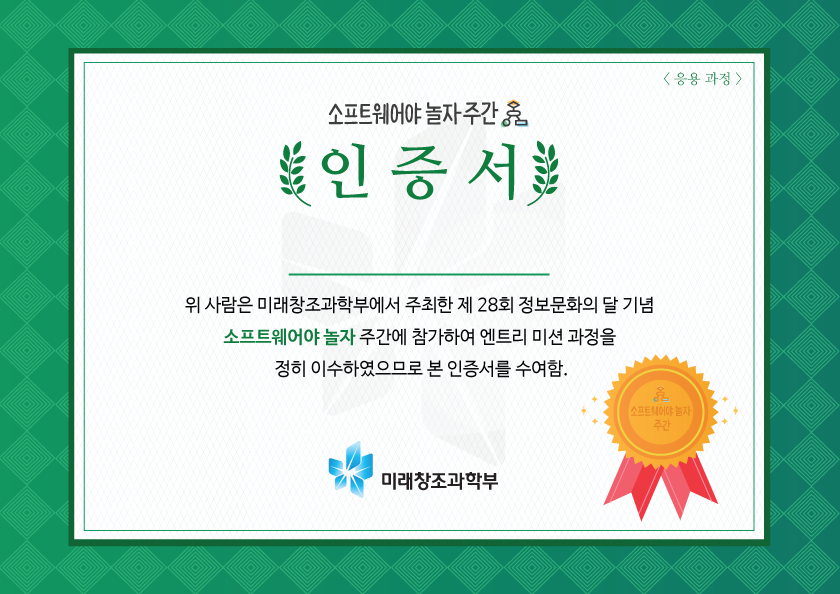 < 응용 과정 >
소프트웨어야 놀자 주간
인증서
위 사람은 미래창조과학부에서 주최한 제 28회 정보문화의 달 기념
소프트웨어야 놀자 주간에 참가하여 엔트리 미션 과정을
정히 이수하였으므로 본 인증서를 수여함.
소프트웨어야 놀자
주간
미래창조과학부